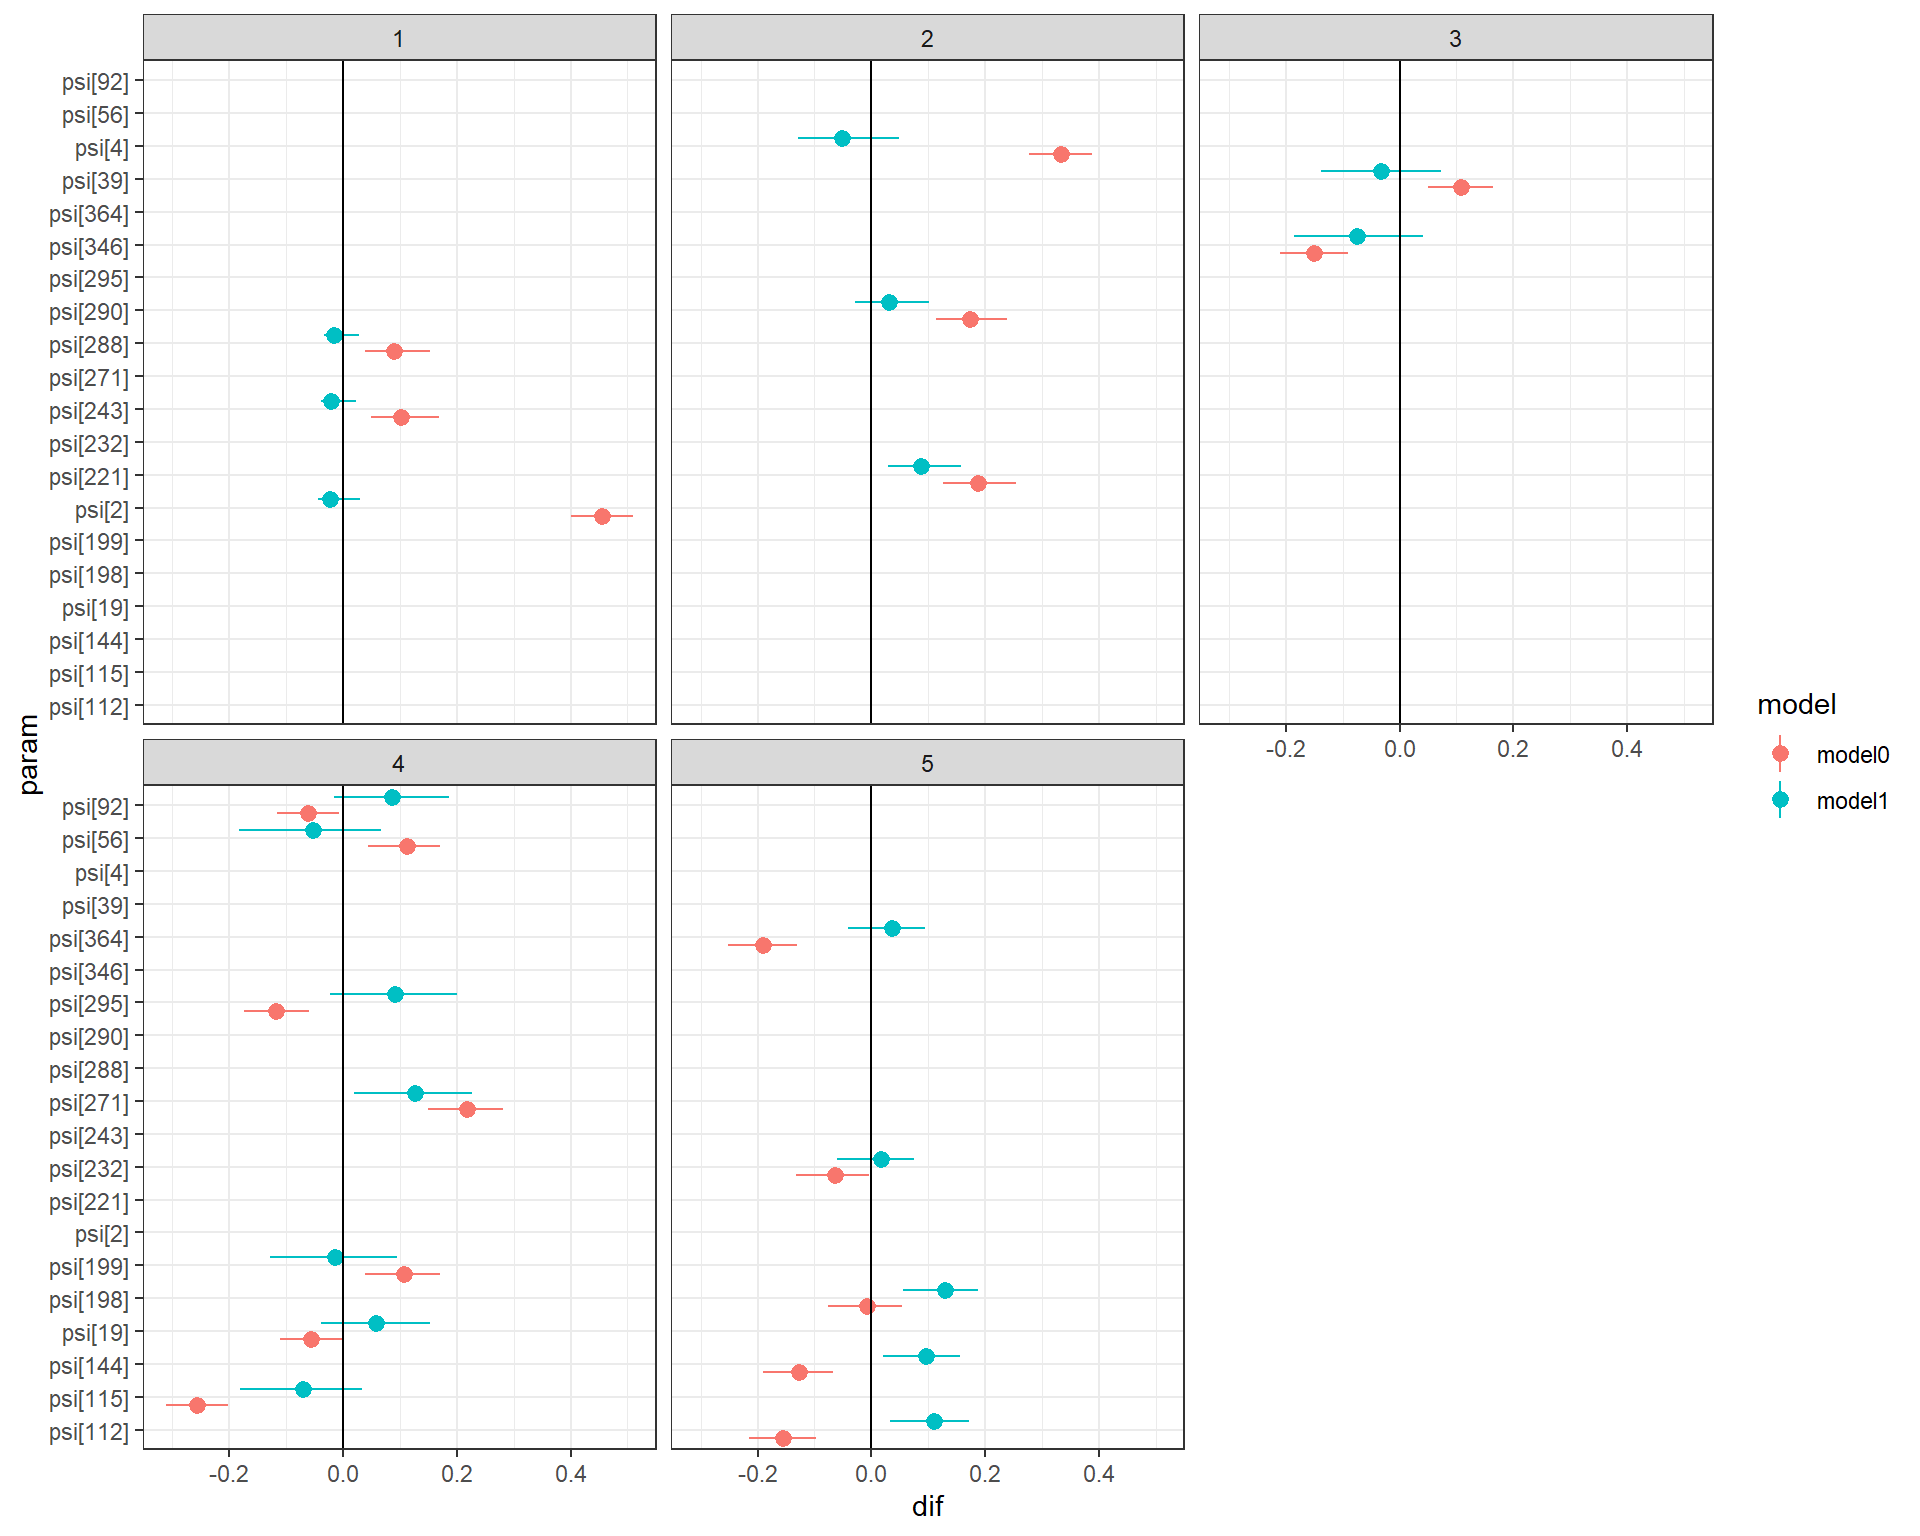 1
2
3
psi[92]
psi[56]
psi[4]
psi[39]
psi[364]
psi[346]
psi[295]
psi[290]
psi[288]
psi[271]
psi[243]
psi[232]
psi[221]
psi[2]
psi[199]
psi[198]
psi[19]
psi[144]
psi[115]
psi[112]
-0.2 0.0 0.2 0.4
4
5
psi[92]
psi[56]
psi[4]
psi[39]
psi[364]
psi[346]
psi[295]
psi[290]
psi[288]
psi[271]
psi[243]
psi[232]
psi[221]
psi[2]
psi[199]
psi[198]
psi[19]
psi[144]
psi[115]
psi[112]
-0.2 0.0 0.2 0.4
-0.2 0.0 0.2 0.4
dif
param
model
model0
model1